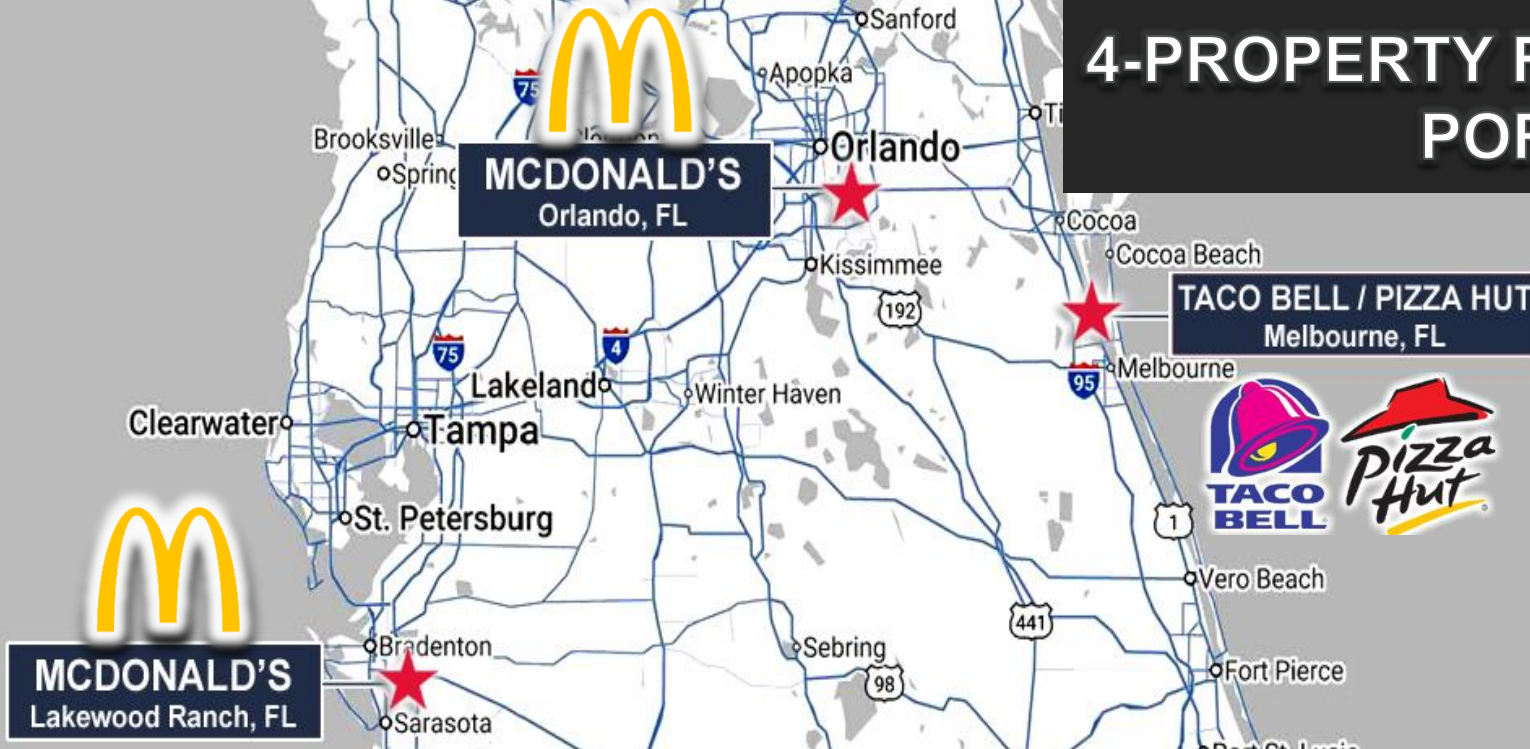 4-PROPERTY
Sanford
75
Apopka
Brooksville
Orlando
MCDONALD'S
Orlando, FL
Cocoa
Cocoa Beach
Kissimmee
192
TACO BELL / PIZZA HUT
Melbourne, FL
75
4
Melbourne
95
Lakeland
Winter Haven
Clearwater
Tampa
TACO
BELL
Pizza
Hut
St. Petersburg
1
Vero Beach
441
Bradenton
Sebring
MCDONALD'S
Lakewood Ranch, FL
98
Fort Pierce
Sarasota